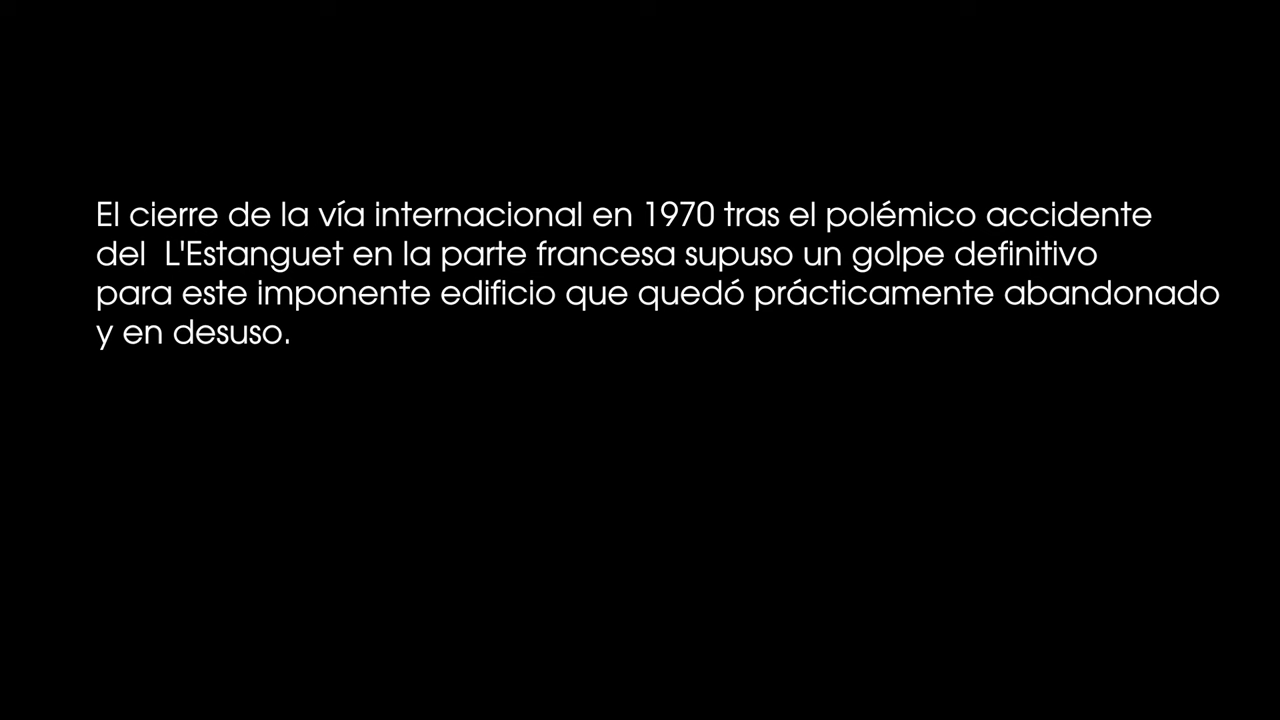 El cierre de la vía internacional en 1970 tras el polémico accidente
del  L'Estanguet en la parte francesa supuso un golpe definitivo
para este imponente edificio que quedó prácticamente abandonado
y en desuso.